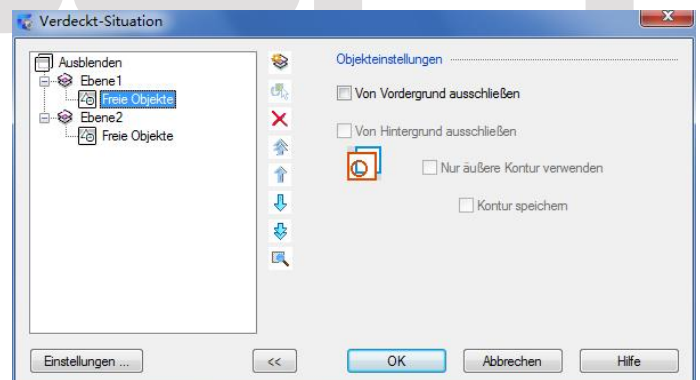 Verdeckt-Situation
Ausblenden
Ebene1
Freie Objekte
Ebene2
Freie Objekte
Objekteinstellungen
Von Vordergrund ausschließen
Von Hintergrund ausschließen
Nur äußere Kontur verwenden
Kontur speichern
Einstellungen ...
<<
OK
Abbrechen
Hilfe